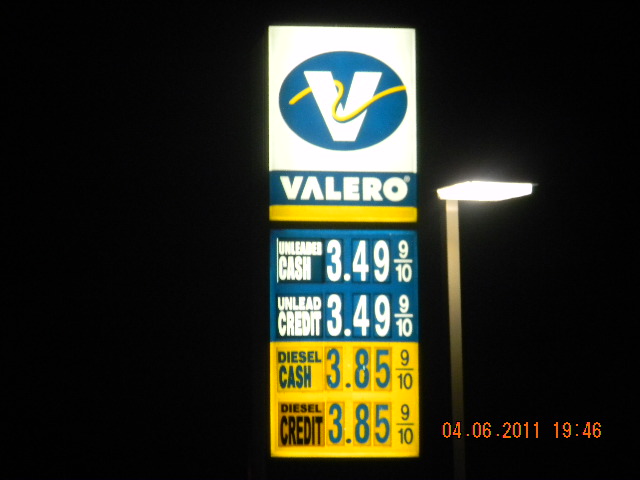 V
VALERO®
UNLEADED CASH 3.49 9/10
UNLEAD CREDIT 3.49 9/10
DIESEL CASH 3.85 9/10
DIESEL CREDIT 3.85 9/10
04.06.2011 19:46